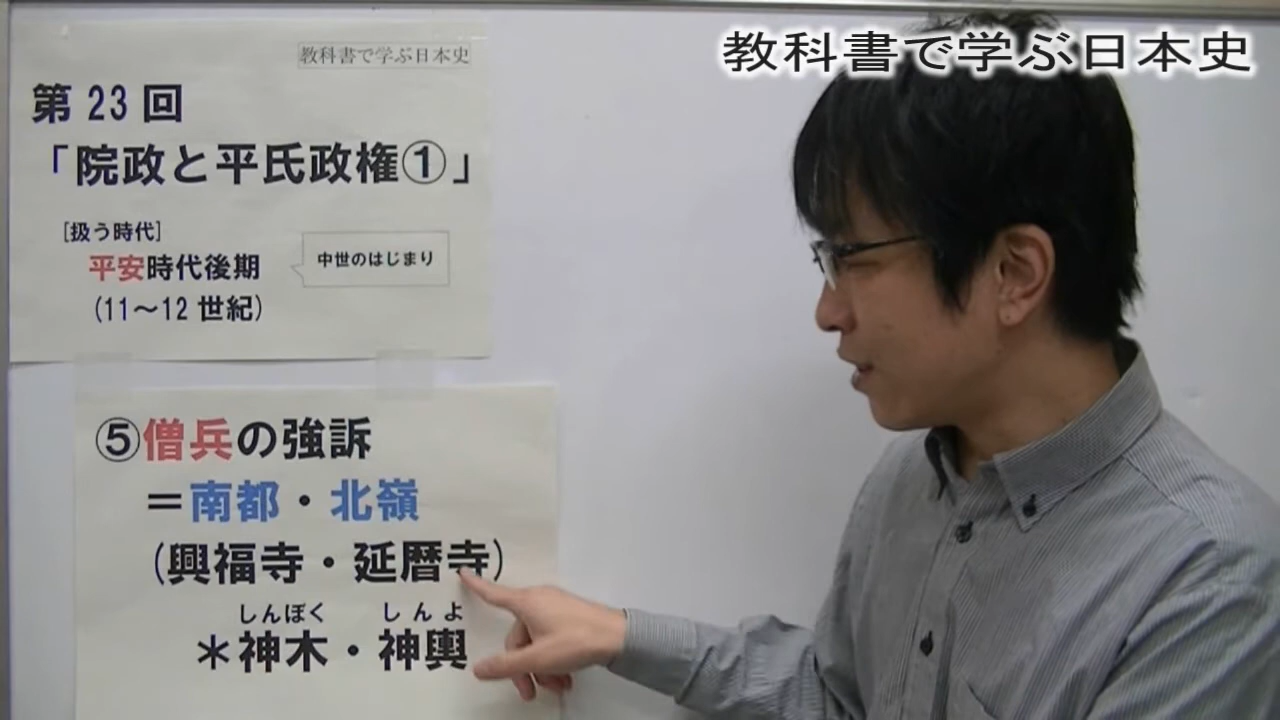 教科書で学ぶ日本史
教科書で学ぶ日本史
第23回
「院政と平氏政権①」
[扱う時代]
平安時代後期
(11～12世紀)
中世のはじまり
⑤僧兵の強訴
＝南都・北嶺
(興福寺・延暦寺)
しんぼく しんよ
＊神木・神輿